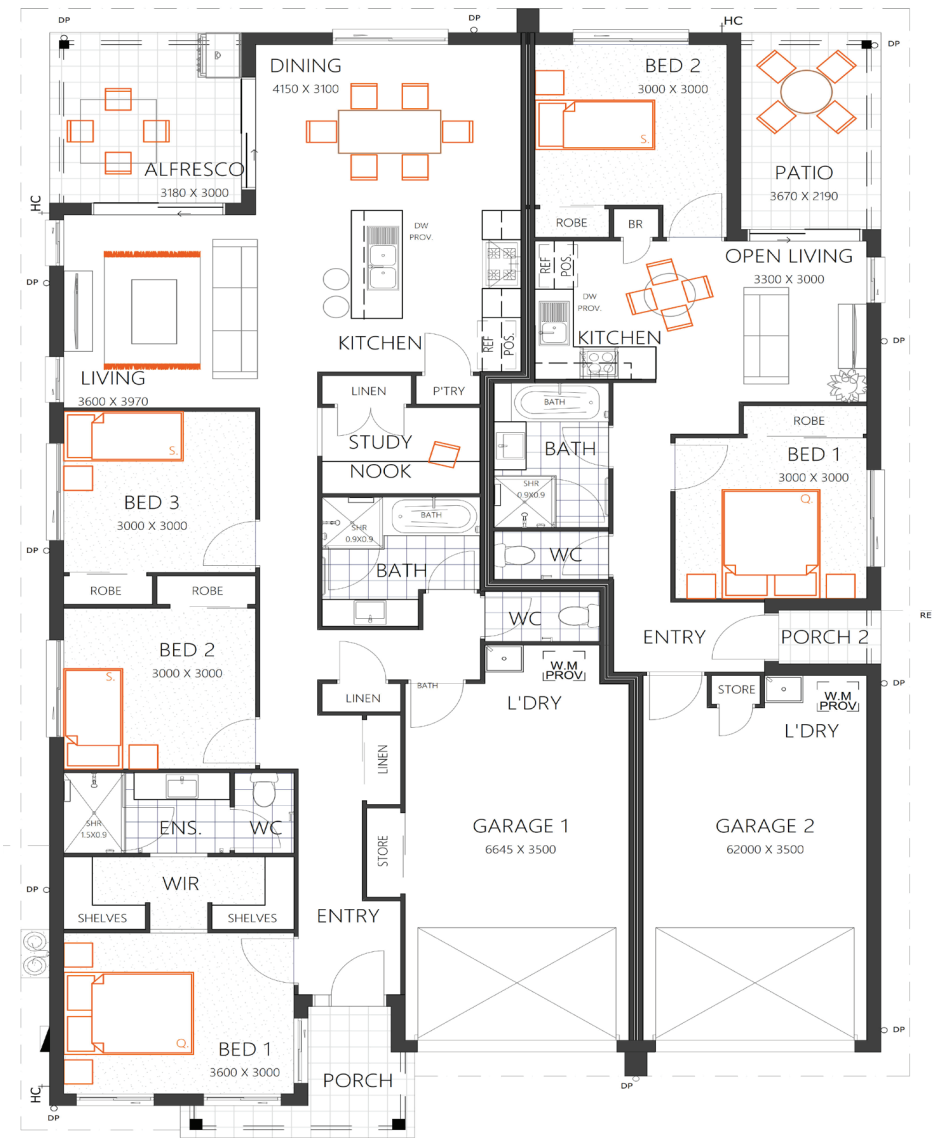 DP
DP
HC
DP
DINING
4150 X 3100
BED 2
3000 X 3000
S.
ALFRESCO
3180 X 3000
PATIO
3670 X 2190
HC
DW
PROV.
ROBE
BR
REF
POS.
OPEN LIVING
3300 X 3000
DP
DW
PROV.
KITCHEN
KITCHEN
REF
POS.
DP
LIVING
3600 X 3970
LINEN
P'TRY
BATH
ROBE
S.
STUDY
NOOK
BATH
BED 1
3000 X 3000
SHR
0.9X0.9
Q.
BED 3
3000 X 3000
BATH
SHR
0.9X0.9
DP
WC
BATH
ROBE
ROBE
WC
ENTRY
PORCH 2
RE
BED 2
3000 X 3000
S.
W.M
PROV
BATH
LINEN
L'DRY
STORE
W.M
PROV
DP
L'DRY
LINEN
SHR
1.5X0.9
ENS.
WC
GARAGE 1
6645 X 3500
GARAGE 2
62000 X 3500
STORE
WIR
DP
SHELVES
SHELVES
ENTRY
DP
Q.
BED 1
3600 X 3000
PORCH
HC
DP
DP